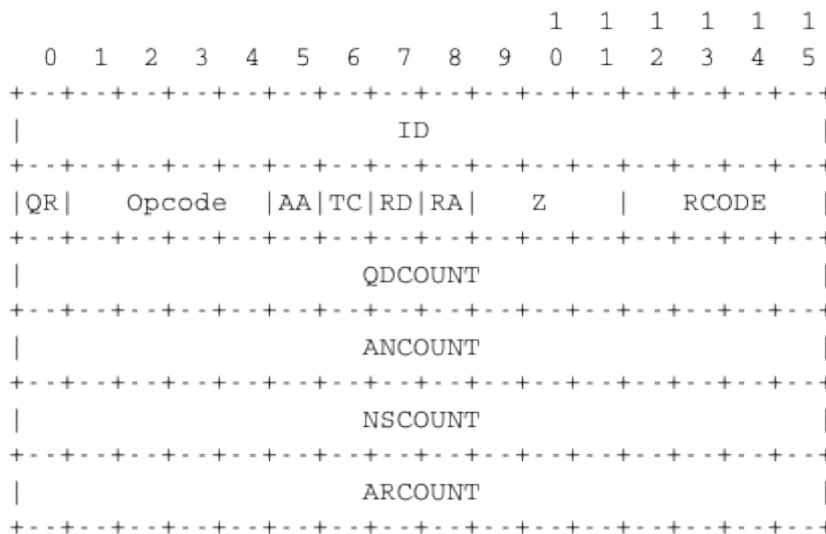 1  1  1  1  1  1
  0  1  2  3  4  5  6  7  8  9  0  1  2  3  4  5
+--+--+--+--+--+--+--+--+--+--+--+--+--+--+--+--+
|                      ID                       |
+--+--+--+--+--+--+--+--+--+--+--+--+--+--+--+--+
|QR|   Opcode  |AA|TC|RD|RA|   Z    |   RCODE   |
+--+--+--+--+--+--+--+--+--+--+--+--+--+--+--+--+
|                    QDCOUNT                    |
+--+--+--+--+--+--+--+--+--+--+--+--+--+--+--+--+
|                    ANCOUNT                    |
+--+--+--+--+--+--+--+--+--+--+--+--+--+--+--+--+
|                    NSCOUNT                    |
+--+--+--+--+--+--+--+--+--+--+--+--+--+--+--+--+
|                    ARCOUNT                    |
+--+--+--+--+--+--+--+--+--+--+--+--+--+--+--+--+